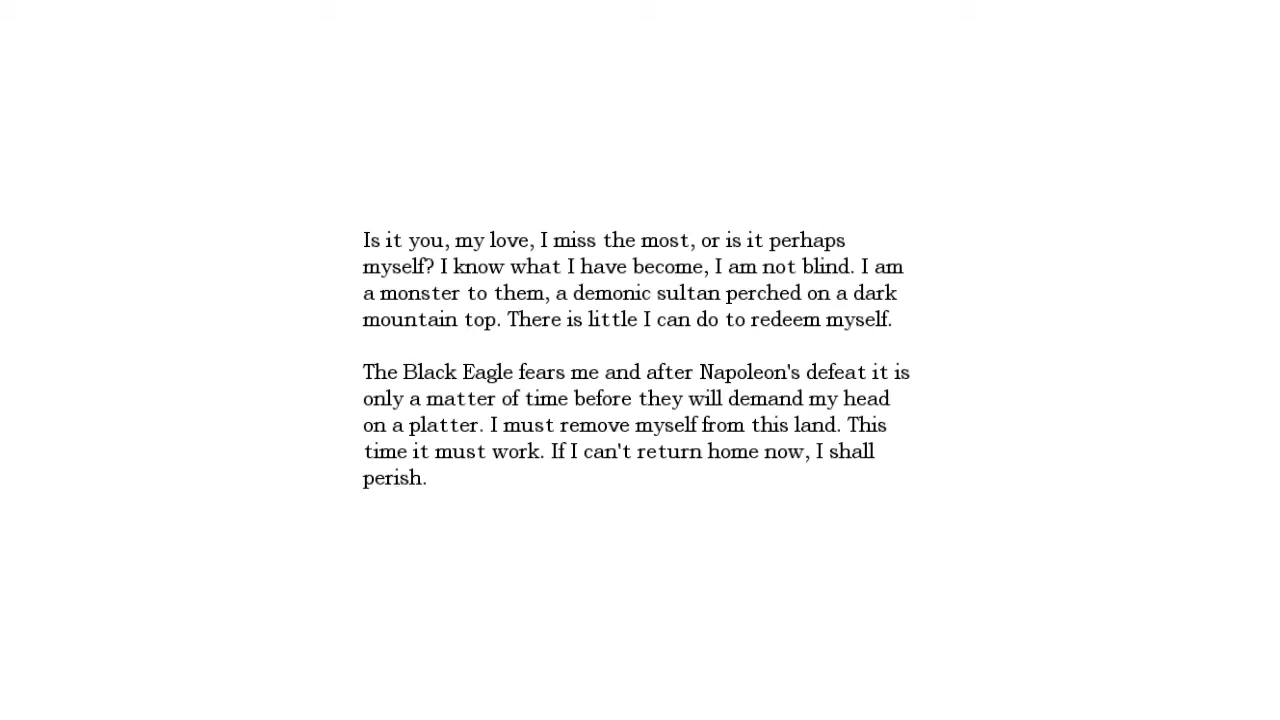 Is it you, my love, I miss the most, or is it perhaps
myself? I know what I have become, I am not blind. I am
a monster to them, a demonic sultan perched on a dark
mountain top. There is little I can do to redeem myself.
The Black Eagle fears me and after Napoleon's defeat it is
only a matter of time before they will demand my head
on a platter. I must remove myself from this land. This
time it must work. If I can't return home now, I shall
perish.